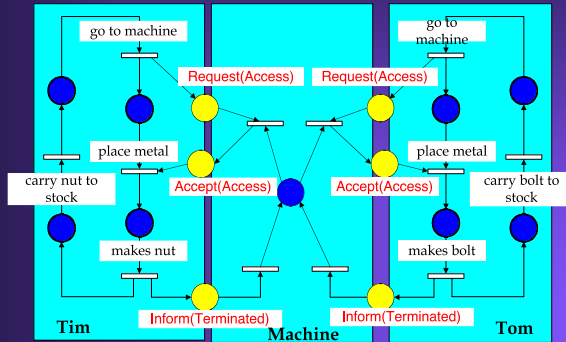 go to machine
go to
machine
Request(Access)
Request(Access)
place metal
place metal
carry nut to
stock
Accept(Access)
Accept(Access)
carry bolt to
stock
makes nut
makes bolt
Inform(Terminated)
Inform(Terminated)
Tim
Machine
Tom